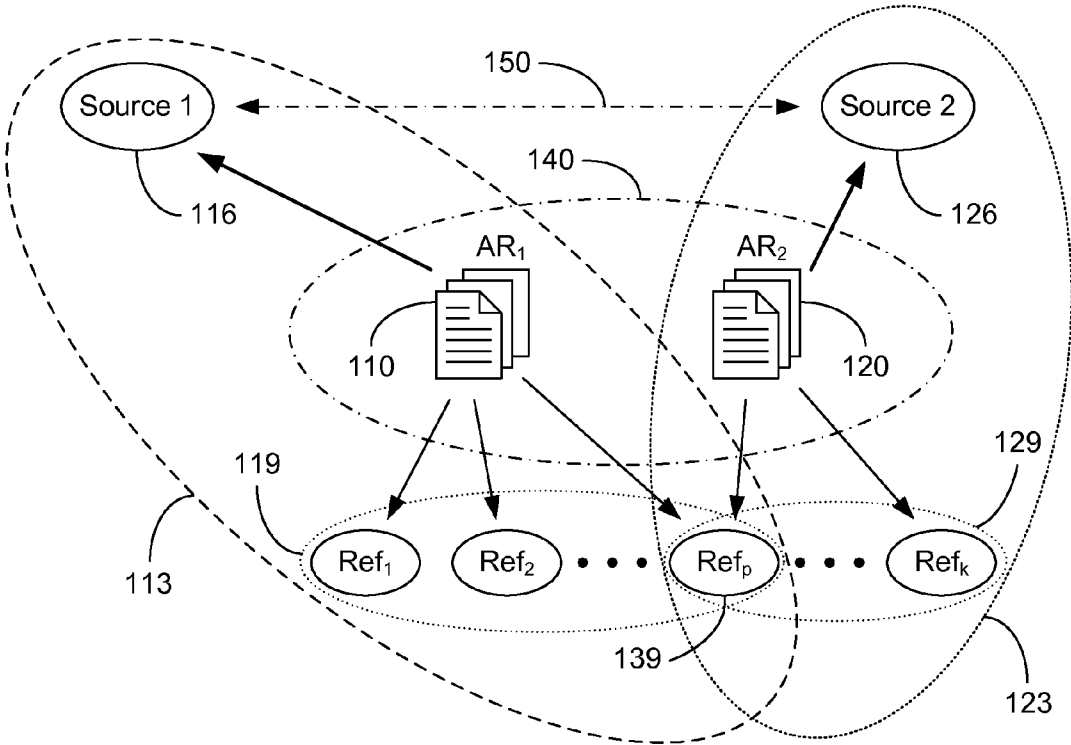 150
Source 1
Source 2
140
116
126
AR₁
AR₂
110
120
119
129
Ref₁
Ref₂
Refₚ
Refₖ
113
139
123